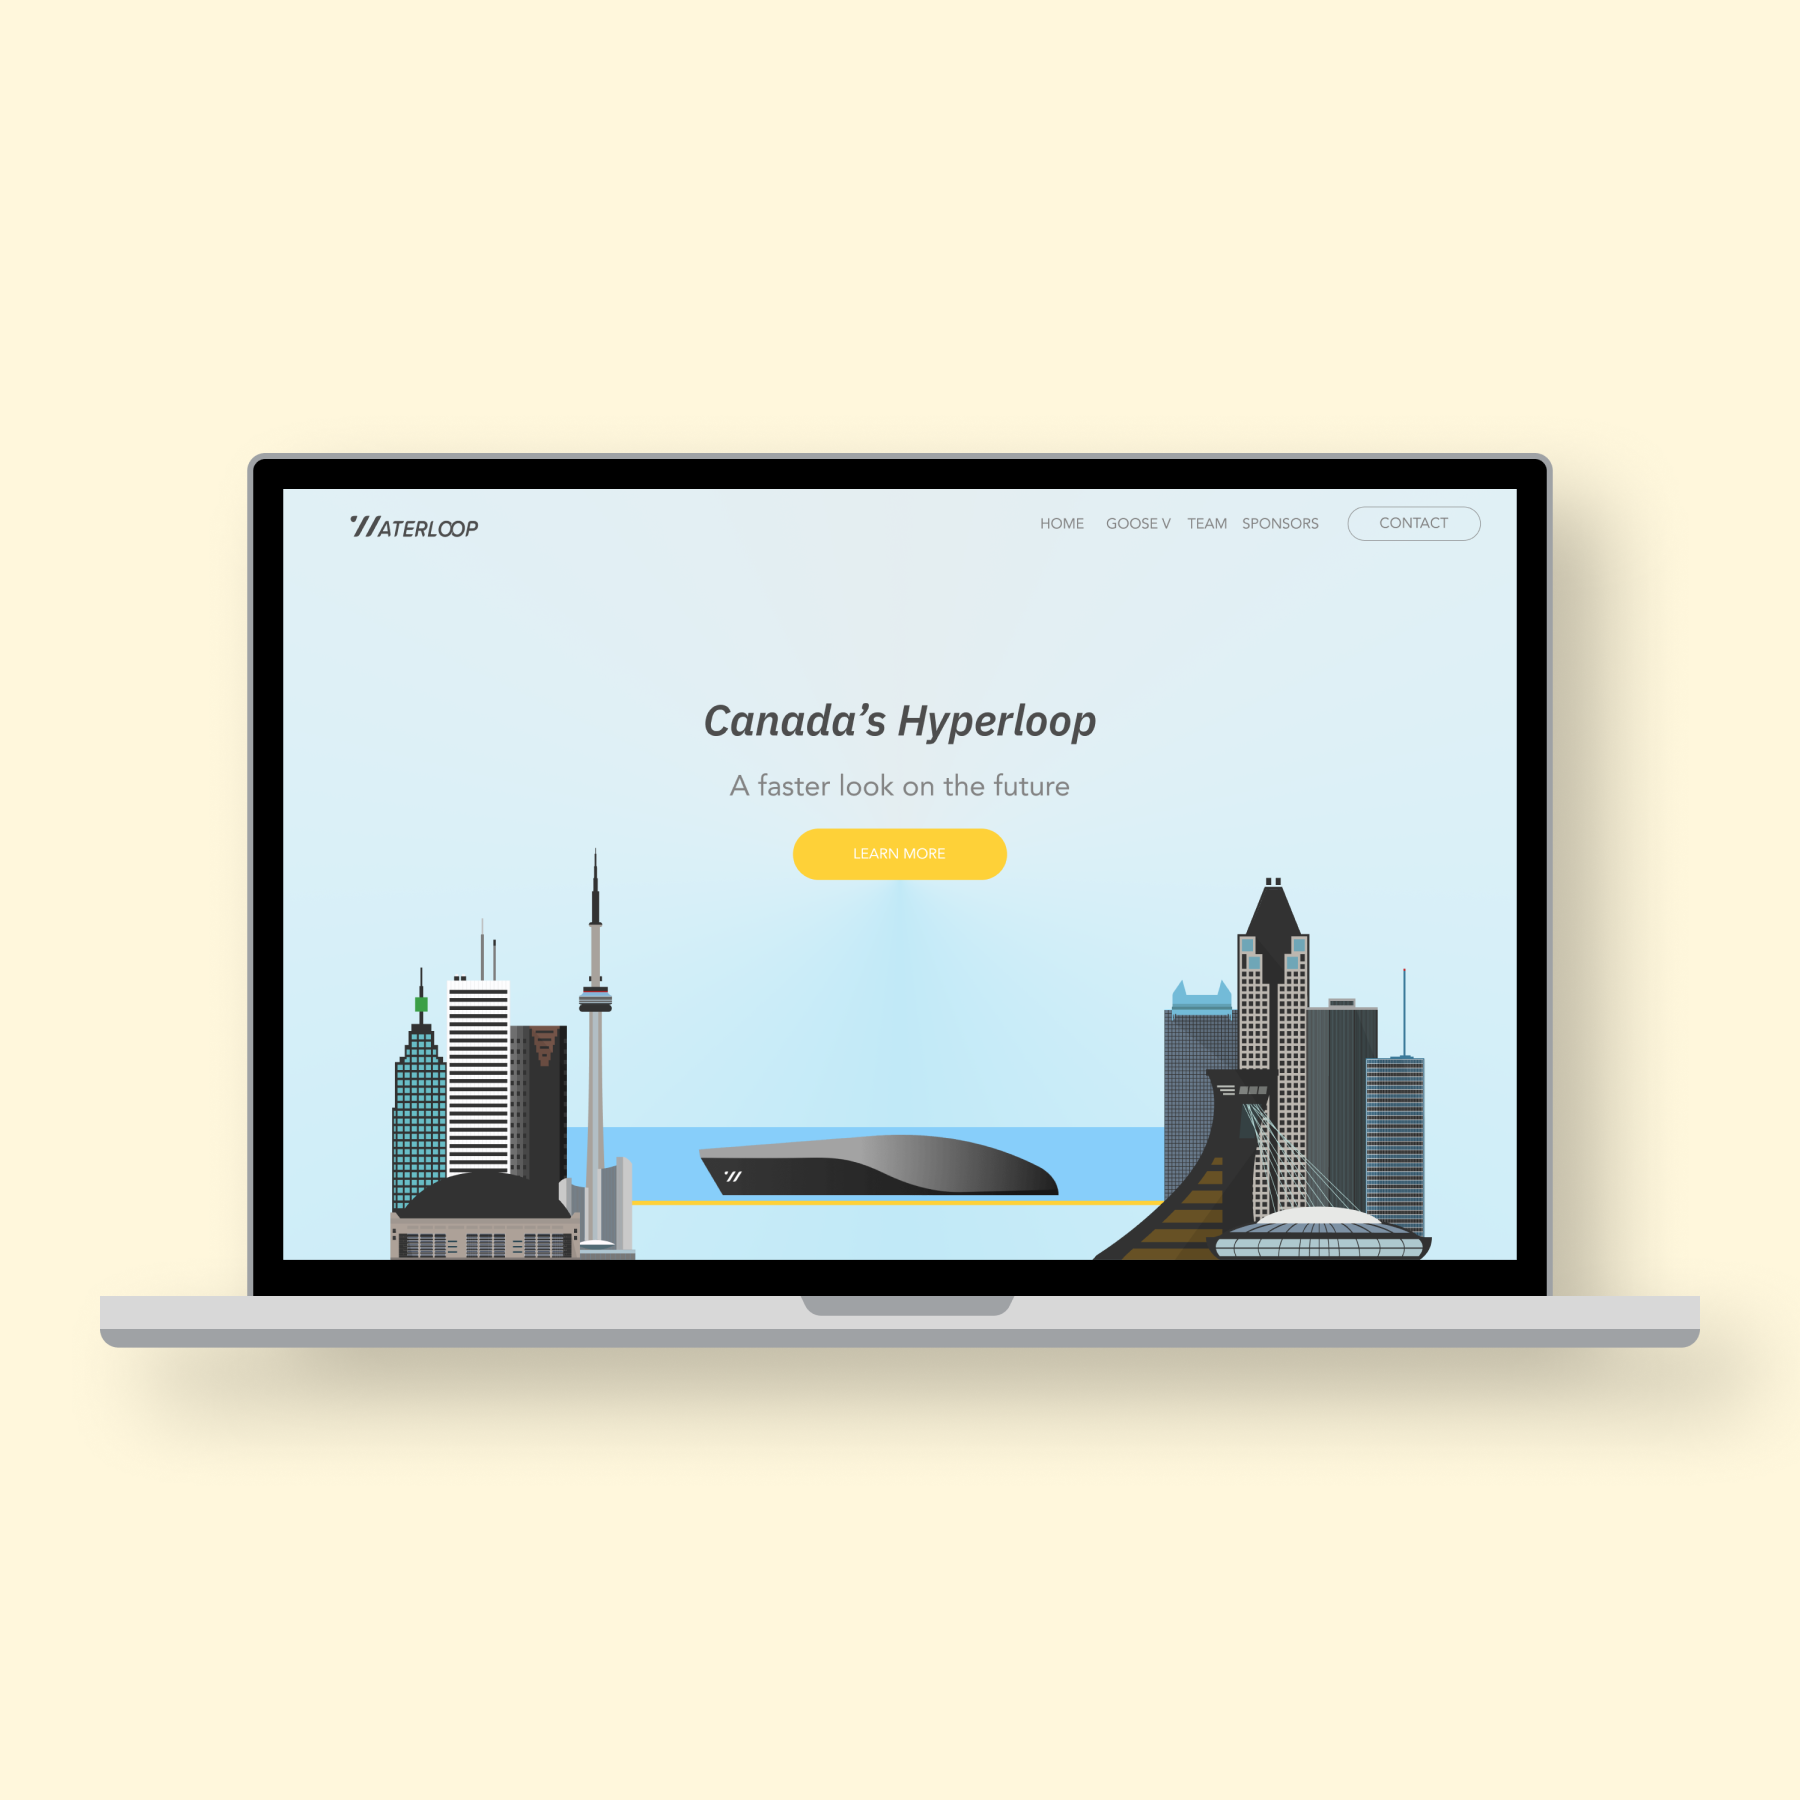 WATERLOOP
HOME GOOSE V TEAM SPONSORS CONTACT
Canada’s Hyperloop
A faster look on the future
LEARN MORE
W